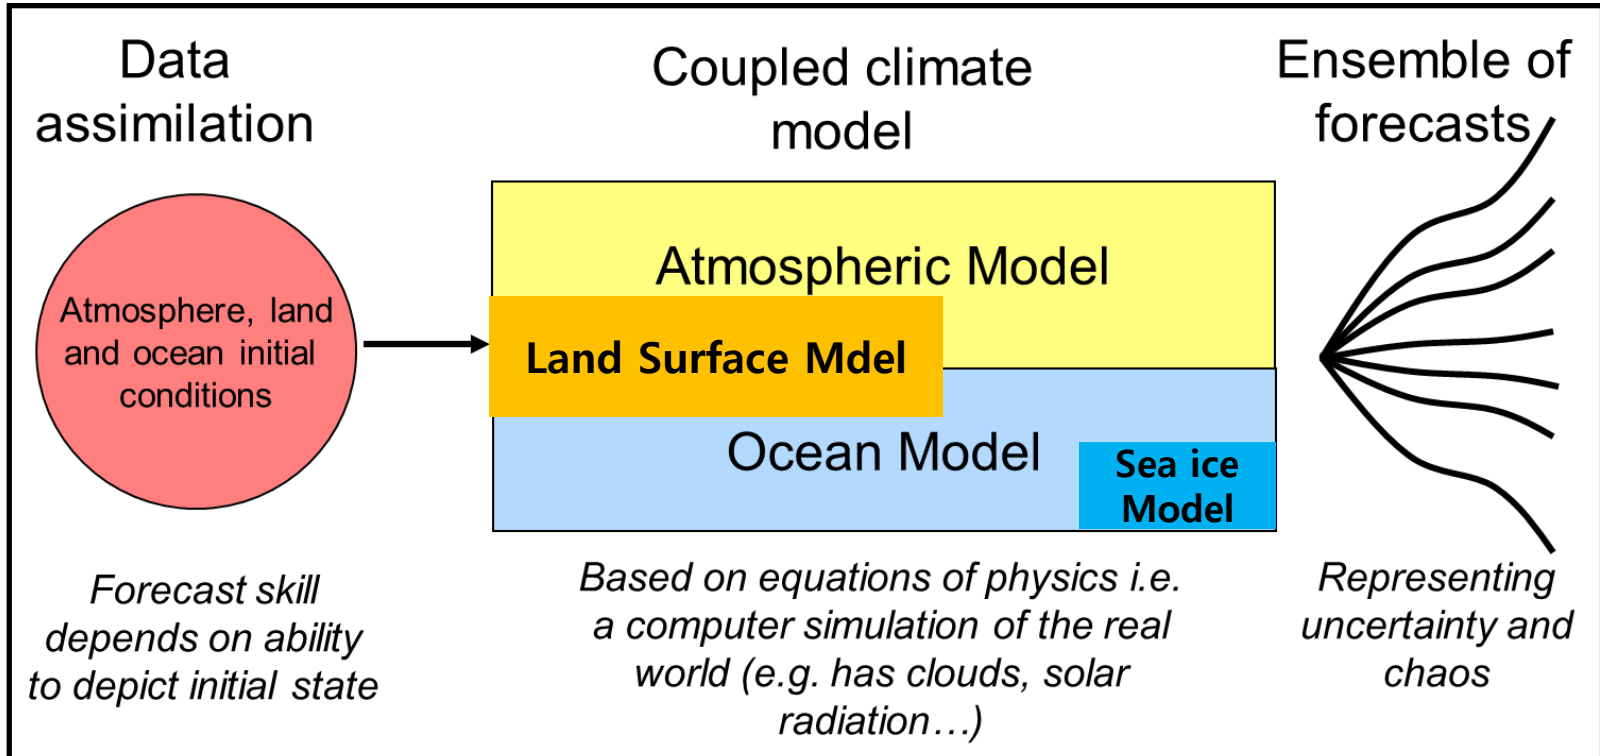 Data
assimilation
Atmosphere, land
and ocean initial
conditions
Forecast skill
depends on ability
to depict initial state
Coupled climate
model
Atmospheric Model
Land Surface Mdel
Ocean Model
Sea ice
Model
Based on equations of physics i.e.
a computer simulation of the real
world (e.g. has clouds, solar
radiation…)
Ensemble of
forecasts
Representing
uncertainty and
chaos